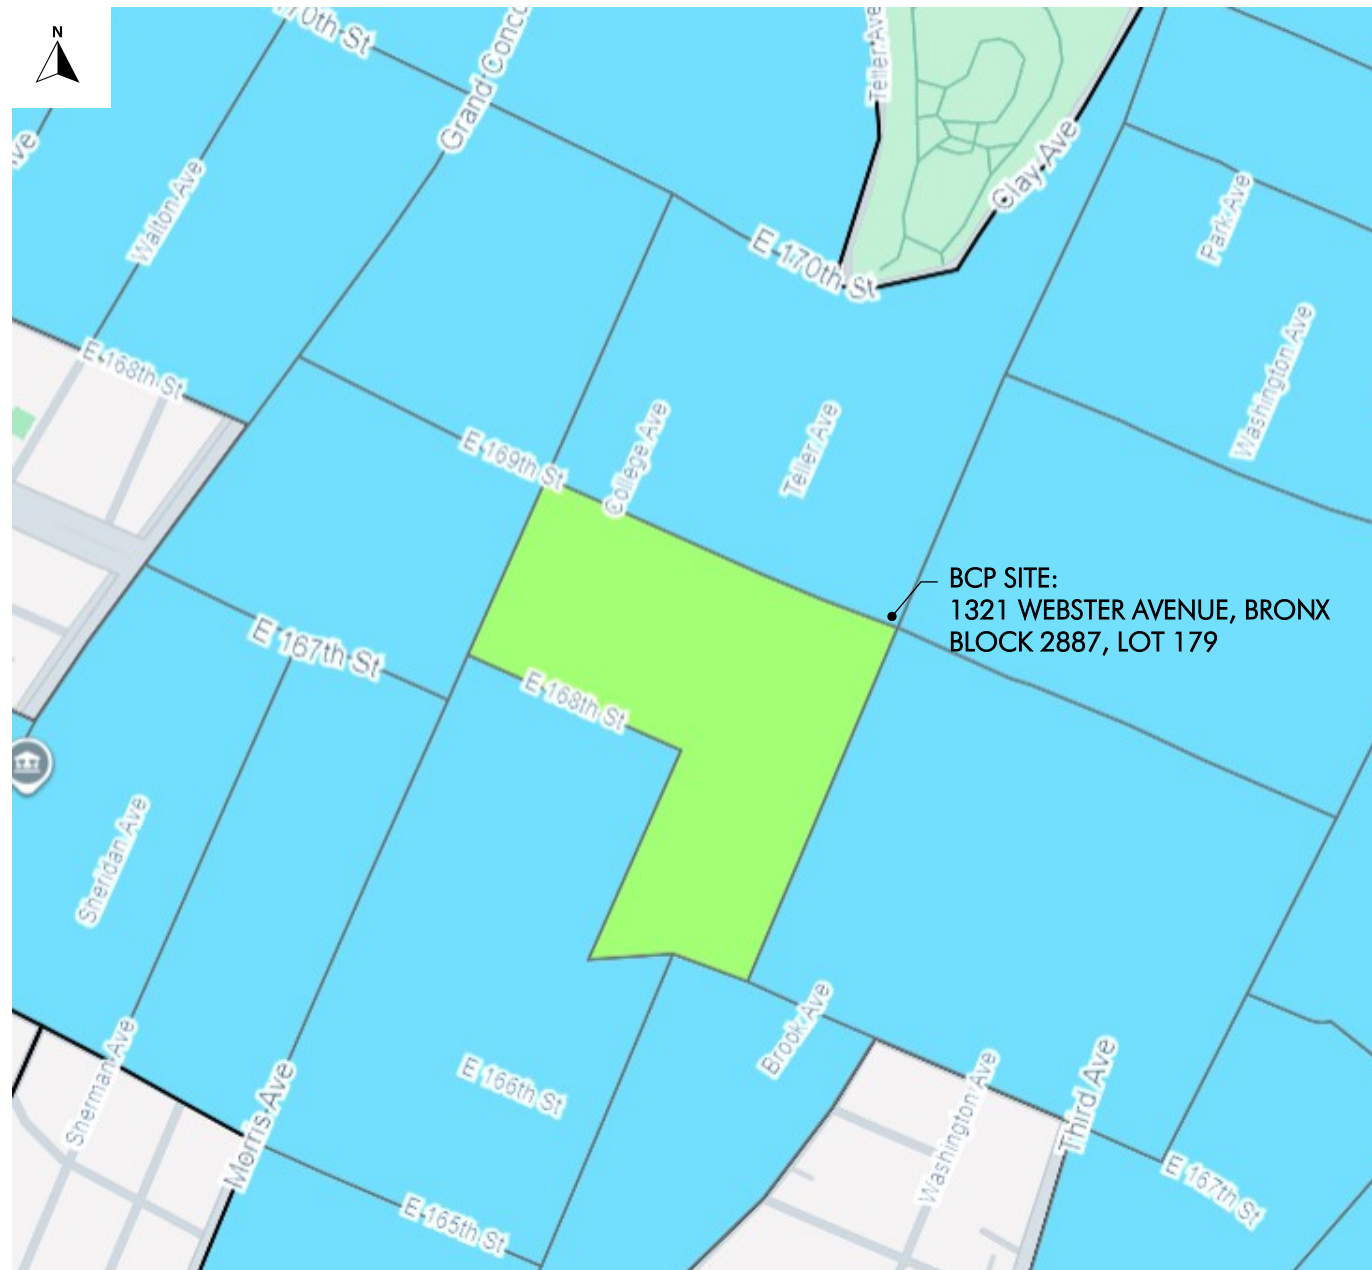 N
170th St
Grand Conc
Teller Ave
Clay Ave
ve
Walton Ave
Park Ave
E 170th St
Washington Ave
E 168th St
E 169th St
College Ave
Teller Ave
BCP SITE:
1321 WEBSTER AVENUE, BRONX
BLOCK 2887, LOT 179
E 167th St
E 168th St
Sheridan Ave
Brook Ave
Sherman Ave
E 166th St
Morris Ave
Washington Ave
Third Ave
E 167th St
E 165th St